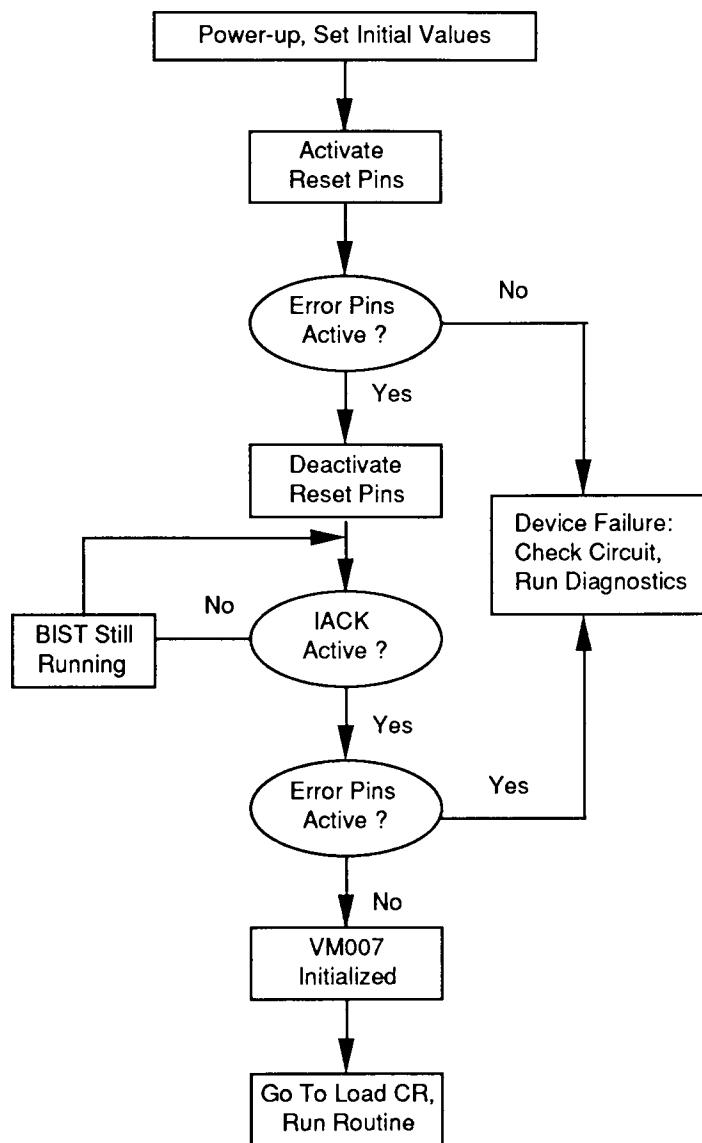 Power-up, Set Initial Values
Activate
Reset Pins
Error Pins
Active ?
No
Yes
Deactivate
Reset Pins
Device Failure:
Check Circuit,
Run Diagnostics
No
IACK
Active ?
BIST Still
Running
Yes
Error Pins
Active ?
Yes
No
VM007
Initialized
Go To Load CR,
Run Routine